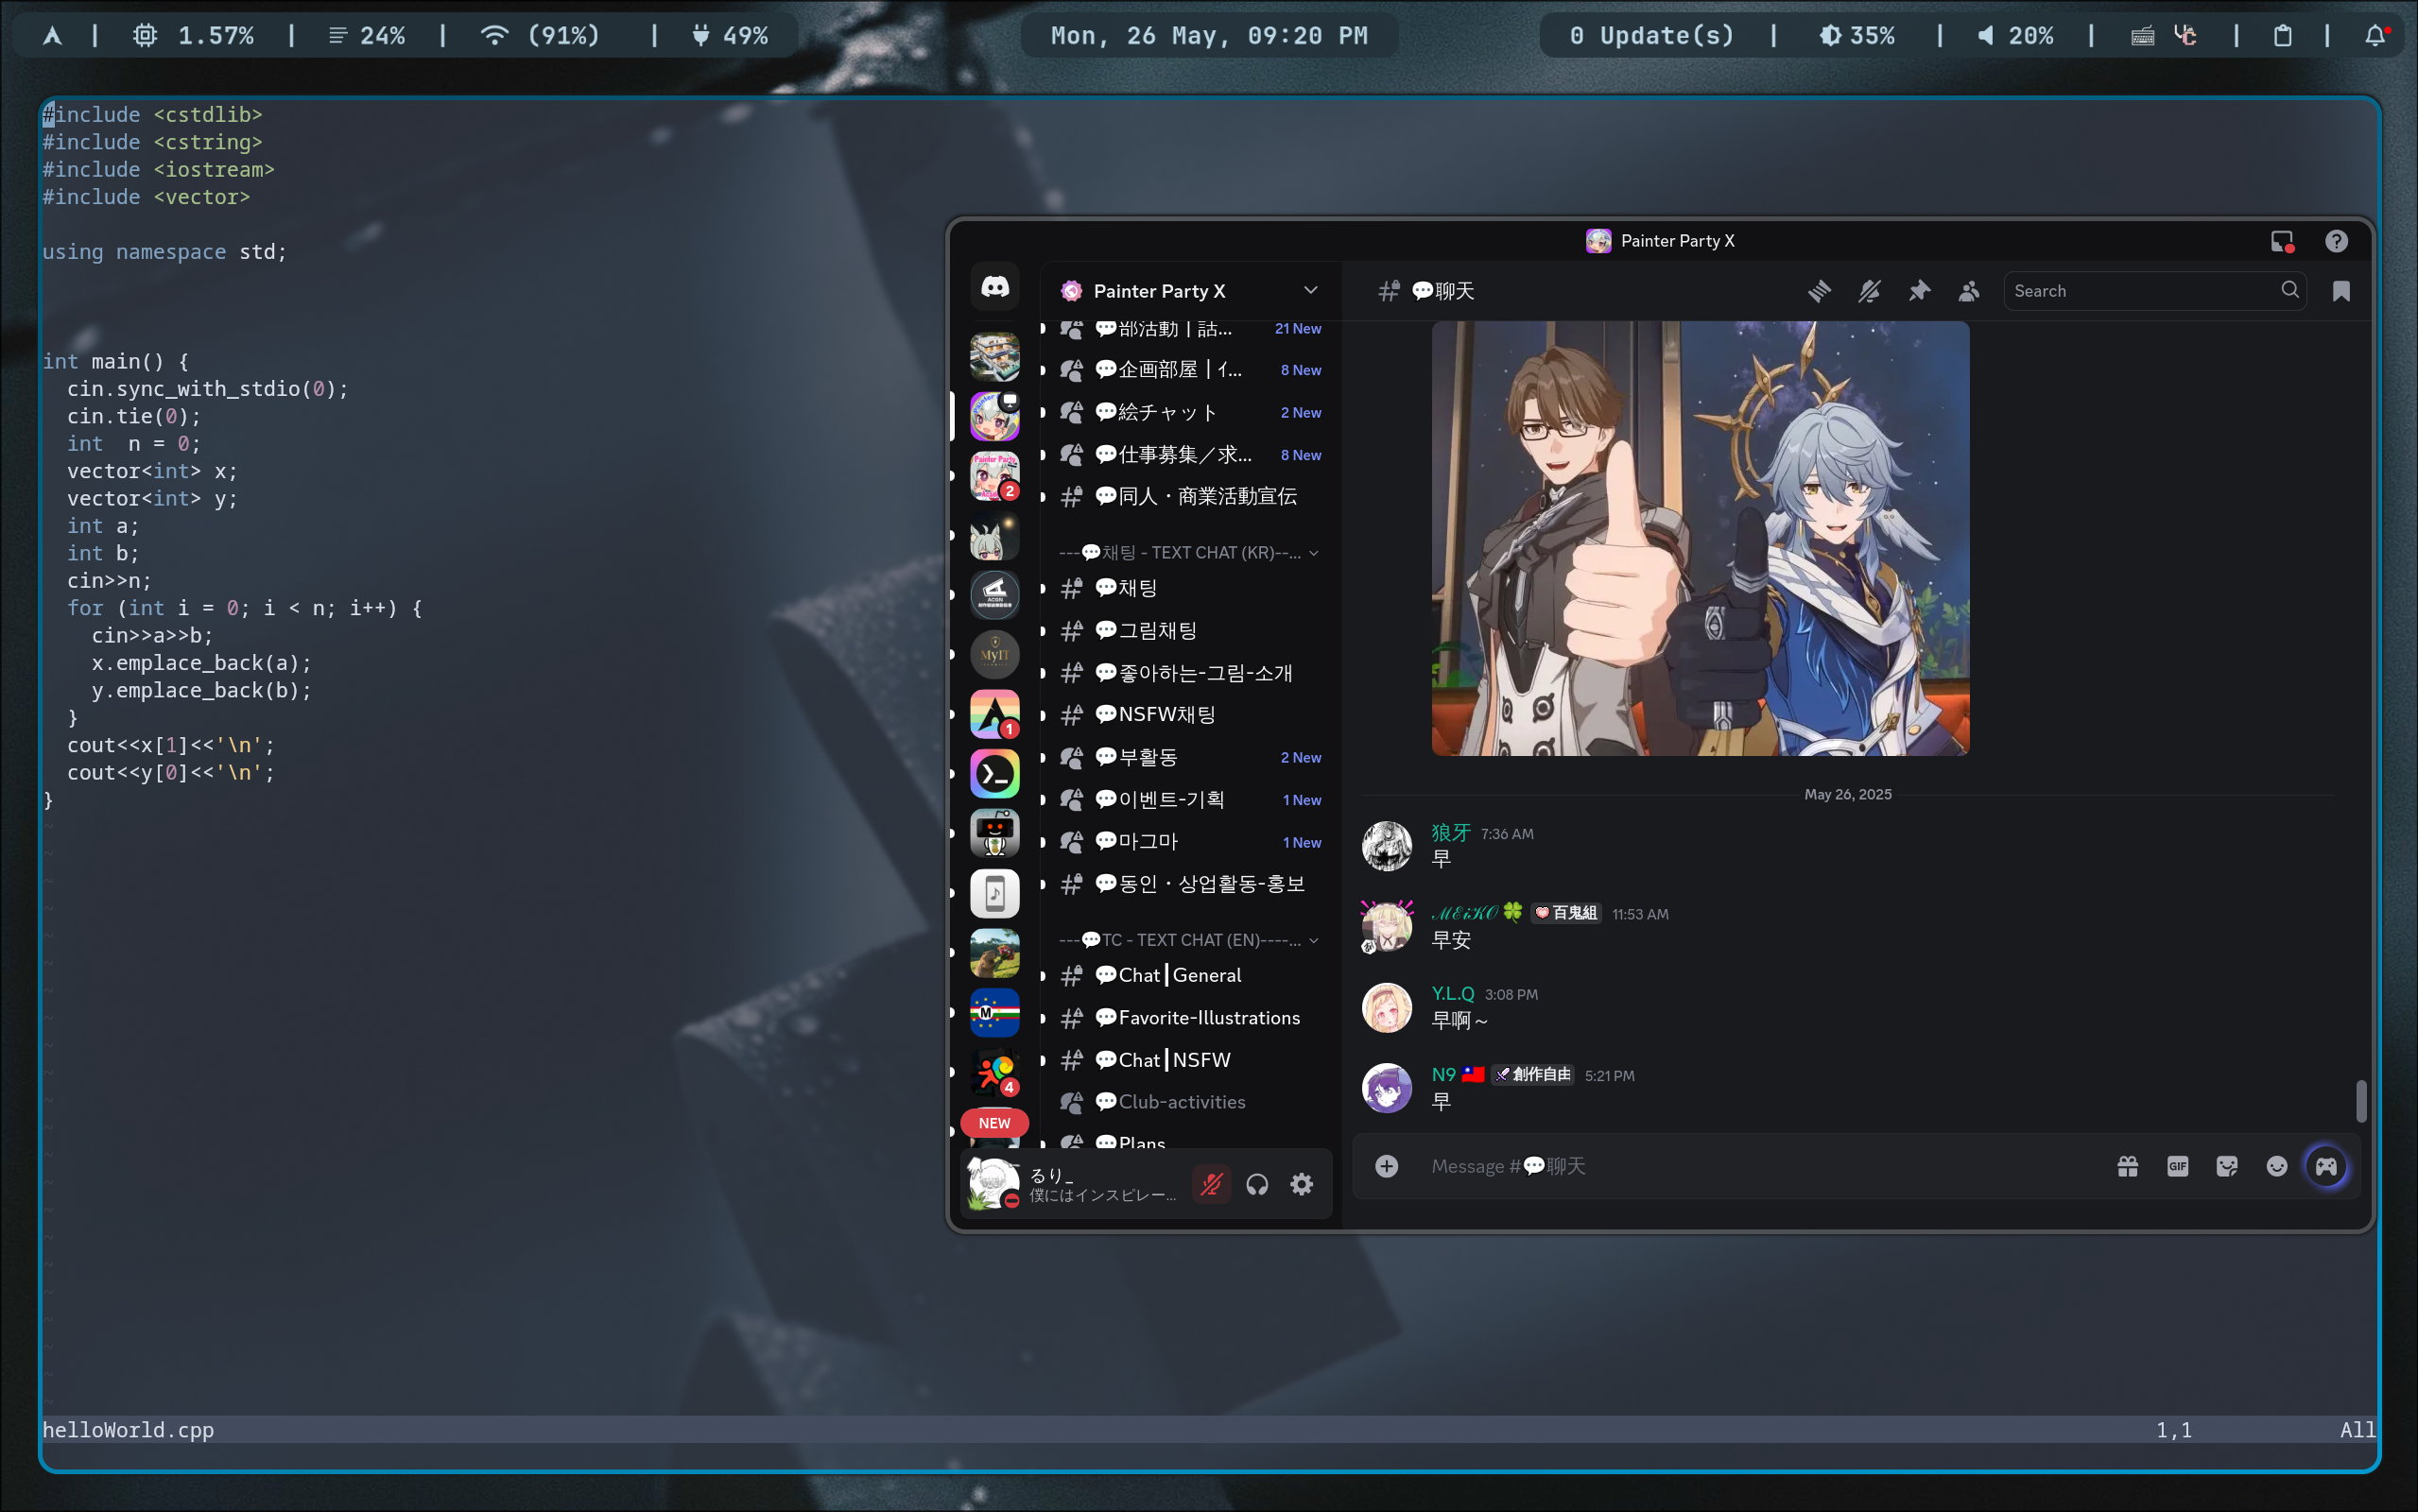 1.57% | 24% | (91%) | 49%
Mon, 26 May, 09:20 PM
0 Update(s) | 35% | 20% | | |
#include <cstdlib>
#include <cstring>
#include <iostream>
#include <vector>
using namespace std;
int main() {
  cin.sync_with_stdio(0);
  cin.tie(0);
  int  n = 0;
  vector<int> x;
  vector<int> y;
  int a;
  int b;
  cin>>n;
  for (int i = 0; i < n; i++) {
    cin>>a>>b;
    x.emplace_back(a);
    y.emplace_back(b);
  }
  cout<<x[1]<<'\n';
  cout<<y[0]<<'\n';
}
helloWorld.cpp 1,1 All
Painter Party X
Painter Party X
💬部活動┃話... 21 New
💬企画部屋┃イ... 8 New
💬絵チャット 2 New
💬仕事募集／求... 8 New
💬同人・商業活動宣伝
---💬채팅 - TEXT CHAT (KR)--...
💬채팅
💬그림채팅
💬좋아하는-그림-소개
💬NSFW채팅
💬부활동 2 New
💬이벤트-기획 1 New
💬마그마 1 New
💬동인・상업활동-홍보
---💬TC - TEXT CHAT (EN)----...
💬Chat┃General
💬Favorite-Illustrations
💬Chat┃NSFW
💬Club-activities
💬Plans
Painter Party
2
ACGN
MyIT
1
M
4
NEW
るり_
僕にはインスピレー...
💬聊天
Search
May 26, 2025
狼牙 7:36 AM
早
MEiKO🍀 百鬼組 11:53 AM
早安
Y.L.Q 3:08 PM
早啊～
N9 🇹🇼 創作自由 5:21 PM
早
Message #💬聊天
GIF